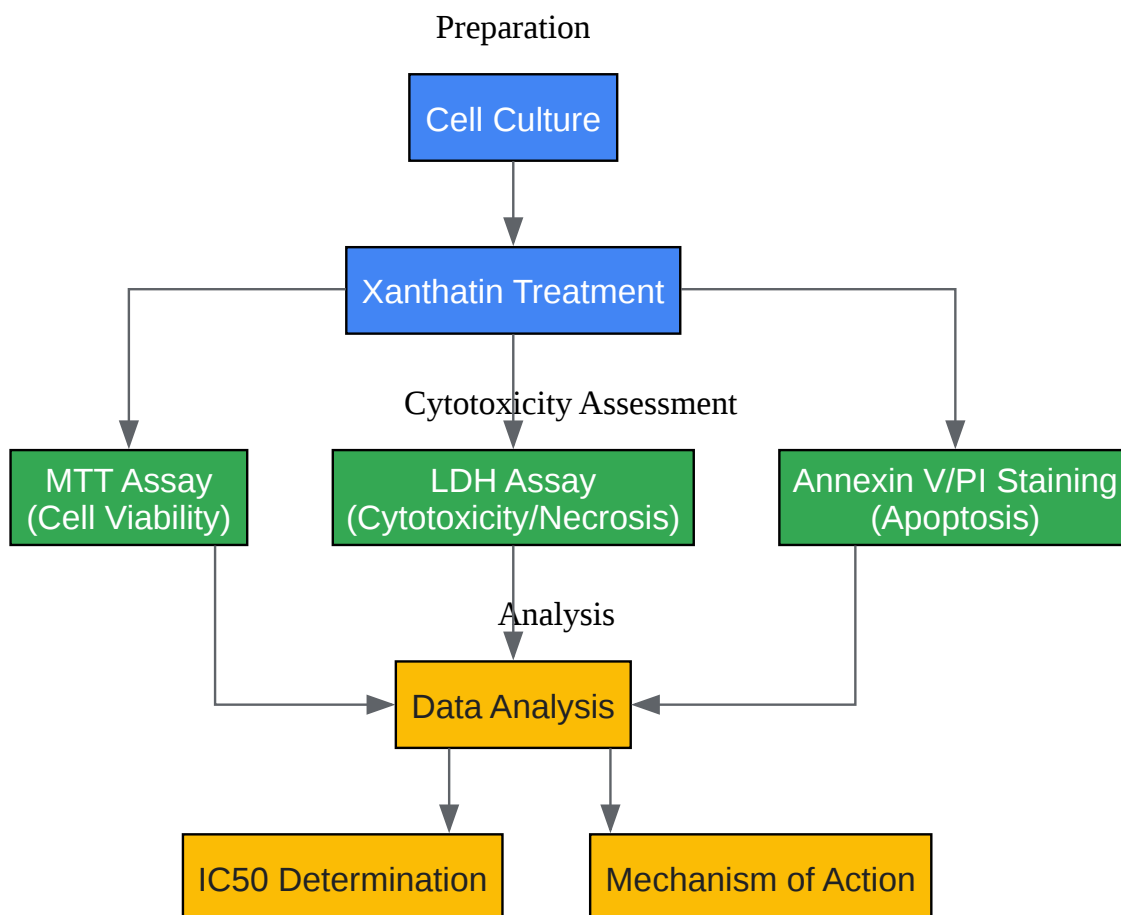 Preparation
Cell Culture
Xanthatin Treatment
Cytotoxicity Assessment
MTT Assay
(Cell Viability)
LDH Assay
(Cytotoxicity/Necrosis)
Annexin V/PI Staining
(Apoptosis)
Analysis
Data Analysis
IC50 Determination
Mechanism of Action